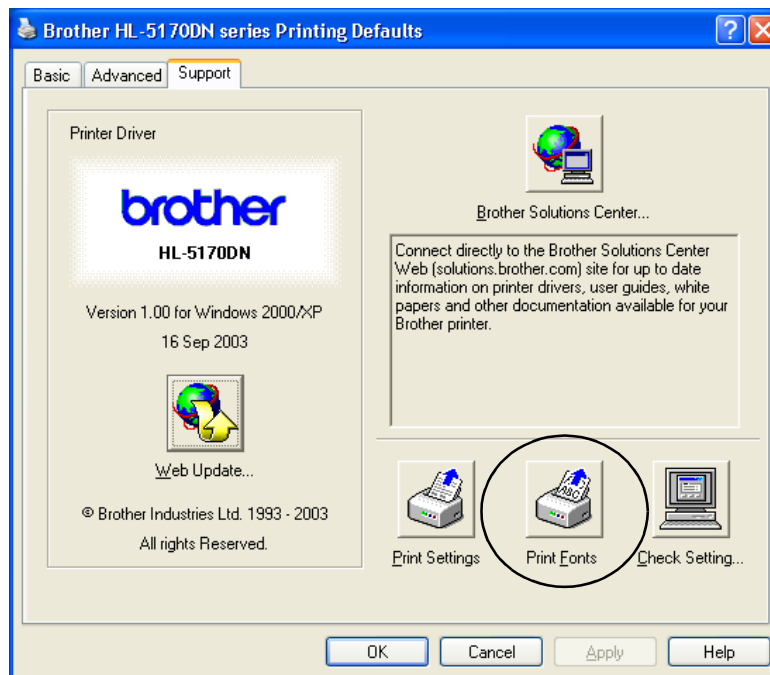 Brother HL-5170DN series Printing Defaults
Basic Advanced Support
Printer Driver
brother
HL-5170DN
Version 1.00 for Windows 2000/XP
16 Sep 2003
Web Update...
© Brother Industries Ltd. 1993 - 2003
All rights Reserved.
Brother Solutions Center...
Connect directly to the Brother Solutions Center
Web (solutions.brother.com) site for up to date
information on printer drivers, user guides, white
papers and other documentation available for your
Brother printer.
Print Settings Print Fonts Check Setting...
OK Cancel Apply Help